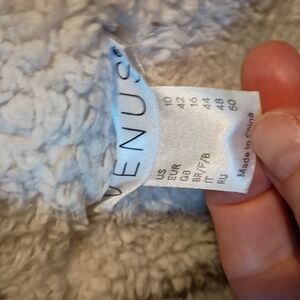 VENUS®
US 10
EUR 42
GB 16
BR/F/B 44
IT 48
RU 50
Made in China